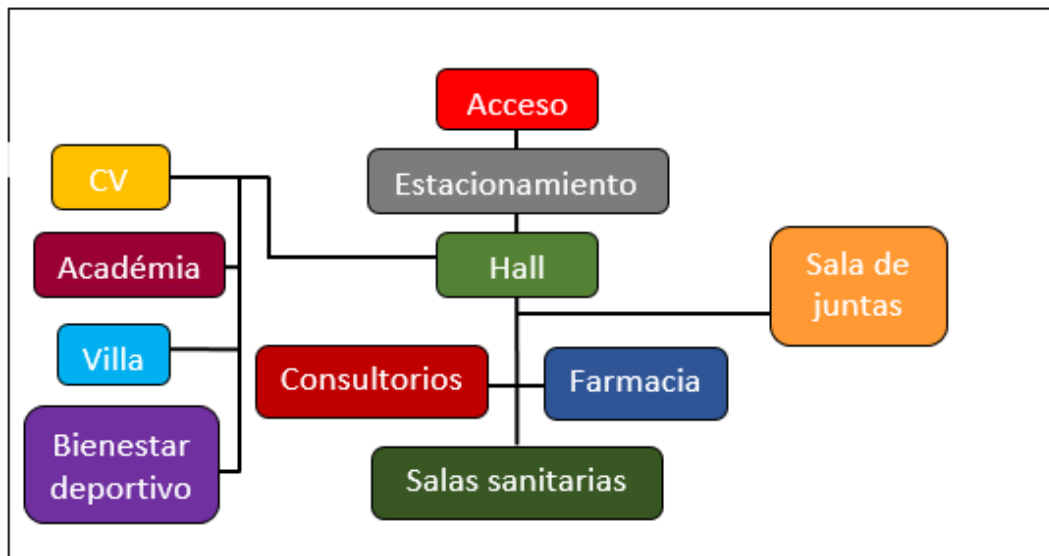 Acceso
Estacionamiento
CV
Hall
Sala de
juntas
Académia
Villa
Consultorios
Farmacia
Bienestar
deportivo
Salas sanitarias